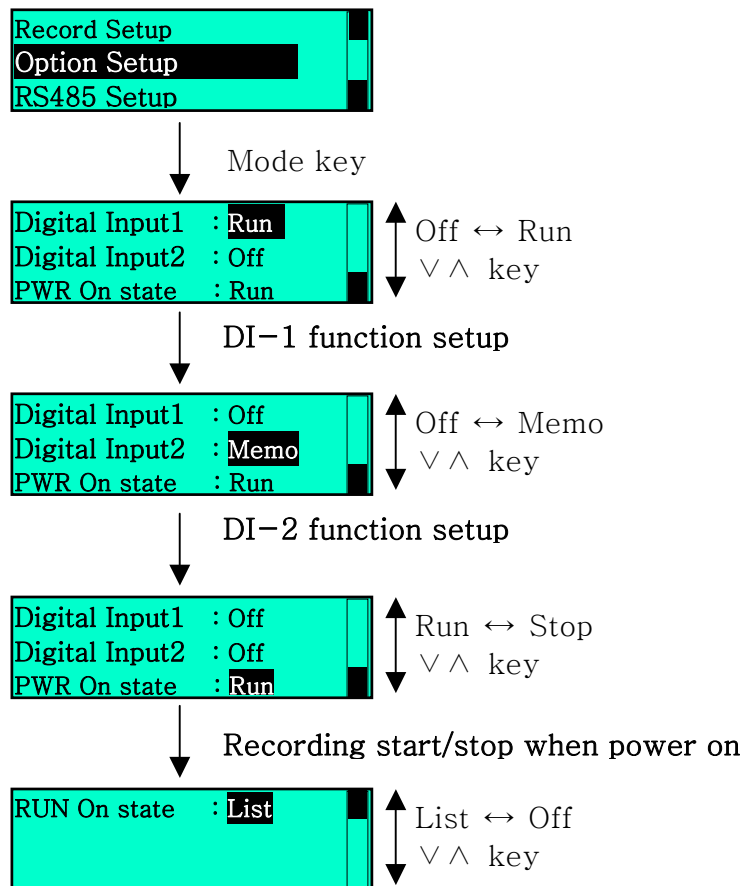 Record Setup
Option Setup
RS485 Setup
Mode key
Digital Input1 : Run
Digital Input2 : Off
PWR On state : Run
Off ↔ Run
∨∧ key
DI-1 function setup
Digital Input1 : Off
Digital Input2 : Memo
PWR On state : Run
Off ↔ Memo
∨∧ key
DI-2 function setup
Digital Input1 : Off
Digital Input2 : Off
PWR On state : Run
Run ↔ Stop
∨∧ key
Recording start/stop when power on
RUN On state : List
List ↔ Off
∨∧ key